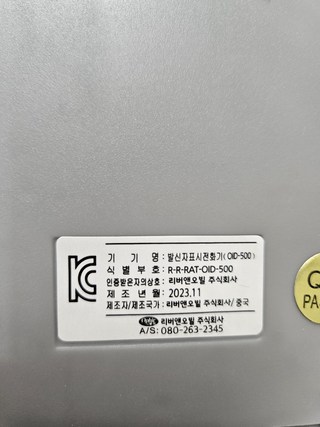 기 기 명: 발신자표시전화기(OID-500)
식 별 부 호: R-R-RAT-OID-500
인증받은자의상호: 리버앤오빌 주식회사
제 조 년 월: 2023.11
제조자/제조국가: 리버앤오빌 주식회사/중국
리버앤오빌 주식회사
A/S: 080-263-2345
Q
PA